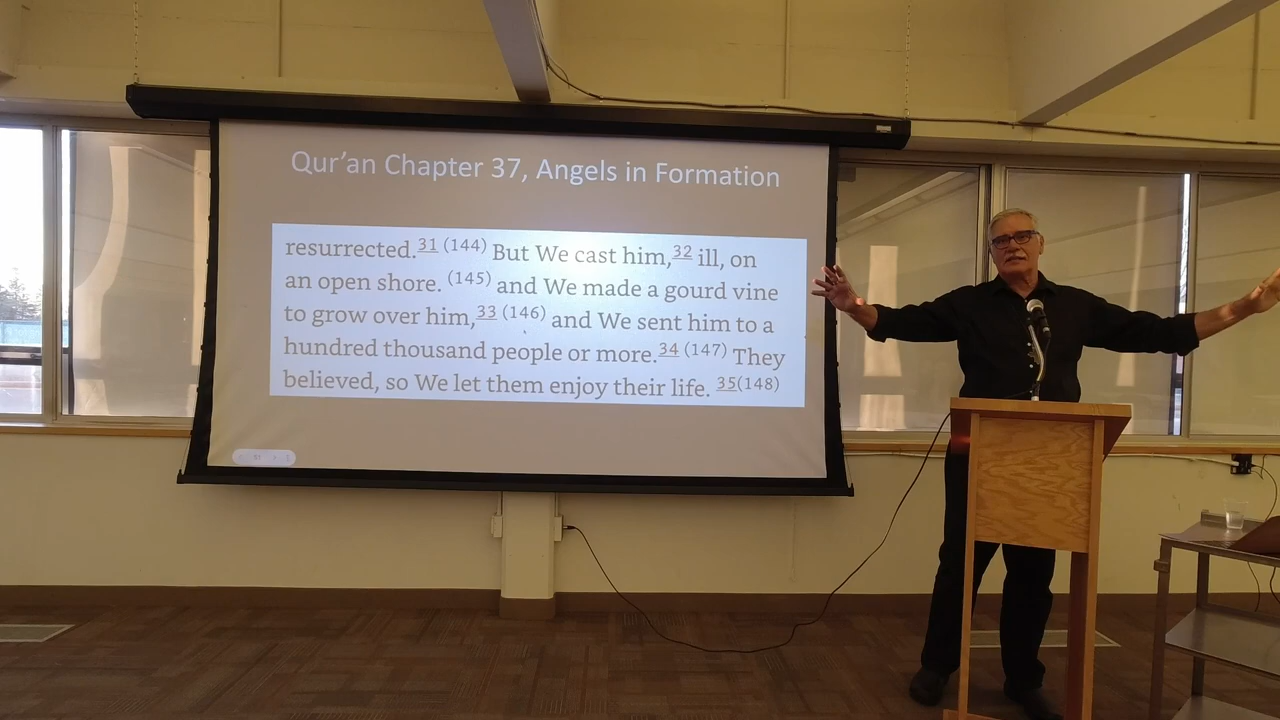 Qur'an Chapter 37, Angels in Formation
resurrected.31 (144) But We cast him,32 ill, on
an open shore. (145) and We made a gourd vine
to grow over him,33 (146) and We sent him to a
hundred thousand people or more.34 (147) They
believed, so We let them enjoy their life. 35(148)